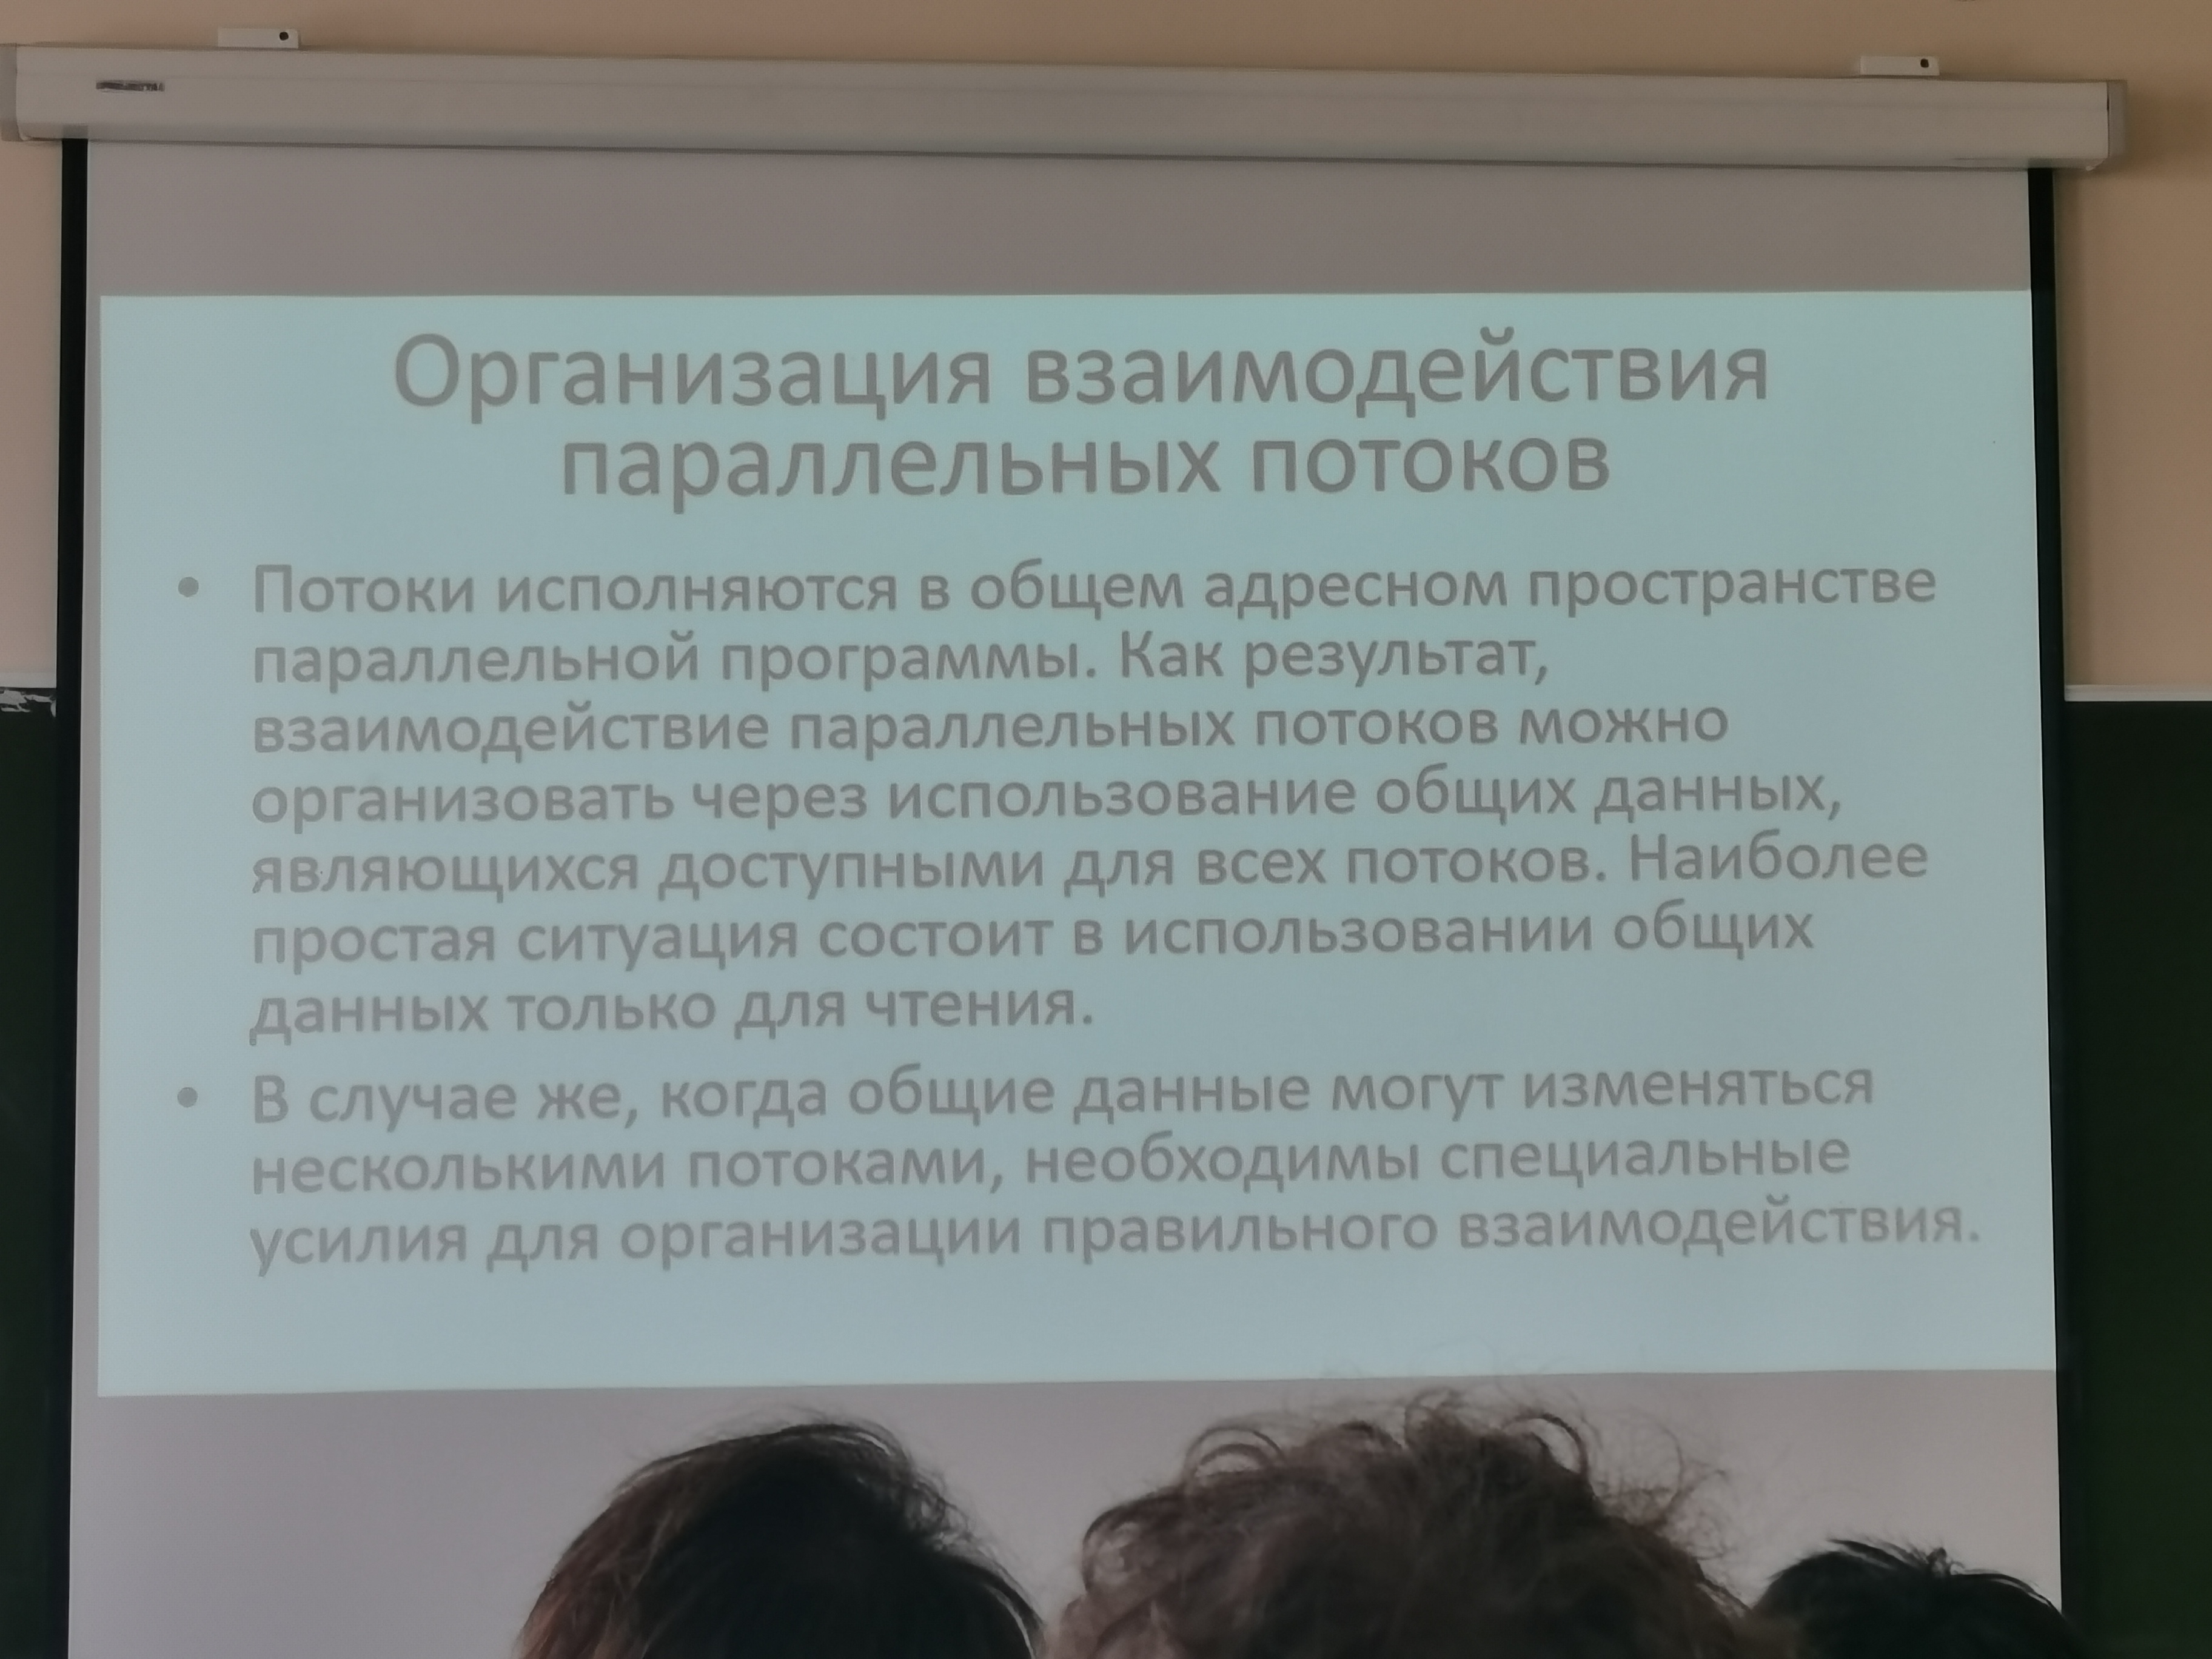 Организация взаимодействия
параллельных потоков
• Потоки исполняются в общем адресном пространстве
параллельной программы. Как результат,
взаимодействие параллельных потоков можно
организовать через использование общих данных,
являющихся доступными для всех потоков. Наиболее
простая ситуация состоит в использовании общих
данных только для чтения.
• В случае же, когда общие данные могут изменяться
несколькими потоками, необходимы специальные
усилия для организации правильного взаимодействия.